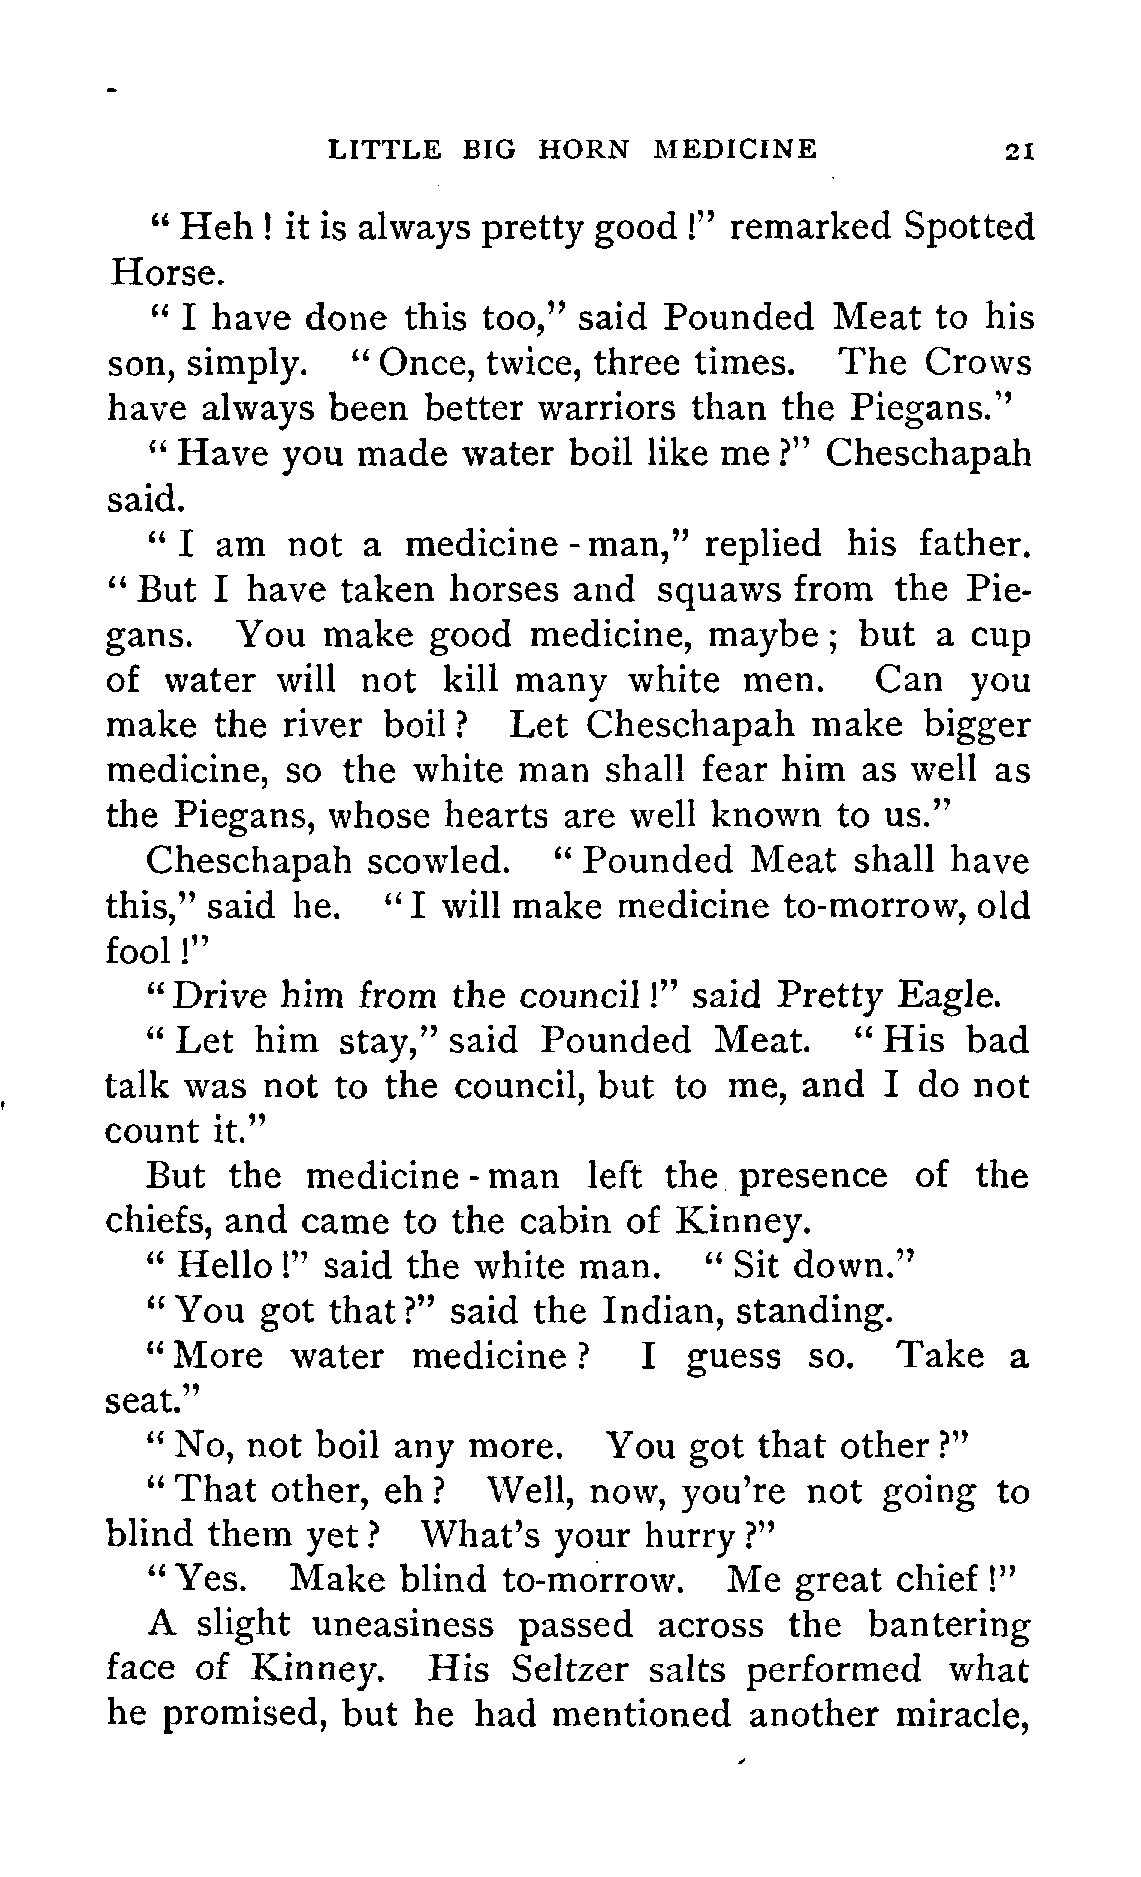 LITTLE BIG HORN MEDICINE 21
“ Heh ! it is always pretty good !” remarked Spotted
Horse.
“ I have done this too,” said Pounded Meat to his
son, simply. “ Once, twice, three times. The Crows
have always been better warriors than the Piegans.”
“ Have you made water boil like me ?” Cheschapah
said.
“ I am not a medicine - man,” replied his father.
“ But I have taken horses and squaws from the Pie-
gans. You make good medicine, maybe ; but a cup
of water will not kill many white men. Can you
make the river boil ? Let Cheschapah make bigger
medicine, so the white man shall fear him as well as
the Piegans, whose hearts are well known to us.”
Cheschapah scowled. “ Pounded Meat shall have
this,” said he. “ I will make medicine to-morrow, old
fool !”
“ Drive him from the council !” said Pretty Eagle.
“ Let him stay,” said Pounded Meat. “ His bad
talk was not to the council, but to me, and I do not
count it.”
But the medicine - man left the presence of the
chiefs, and came to the cabin of Kinney.
“ Hello !” said the white man. “ Sit down.”
“ You got that ?” said the Indian, standing.
“ More water medicine ? I guess so. Take a
seat.”
“ No, not boil any more. You got that other ?”
“ That other, eh ? Well, now, you’re not going to
blind them yet ? What’s your hurry ?”
“ Yes. Make blind to-morrow. Me great chief !”
A slight uneasiness passed across the bantering
face of Kinney. His Seltzer salts performed what
he promised, but he had mentioned another miracle,